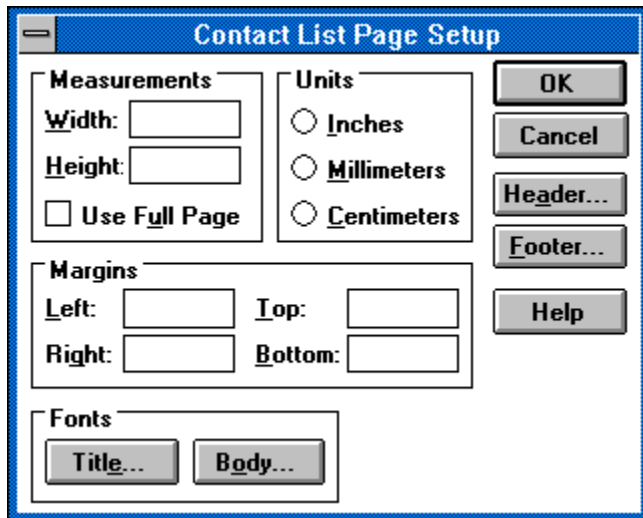 Contact List Page Setup
Measurements
Width:
Height:
Use Full Page
Units
Inches
Millimeters
Centimeters
OK
Cancel
Header...
Footer...
Help
Margins
Left:
Top:
Right:
Bottom:
Fonts
Title...
Body...